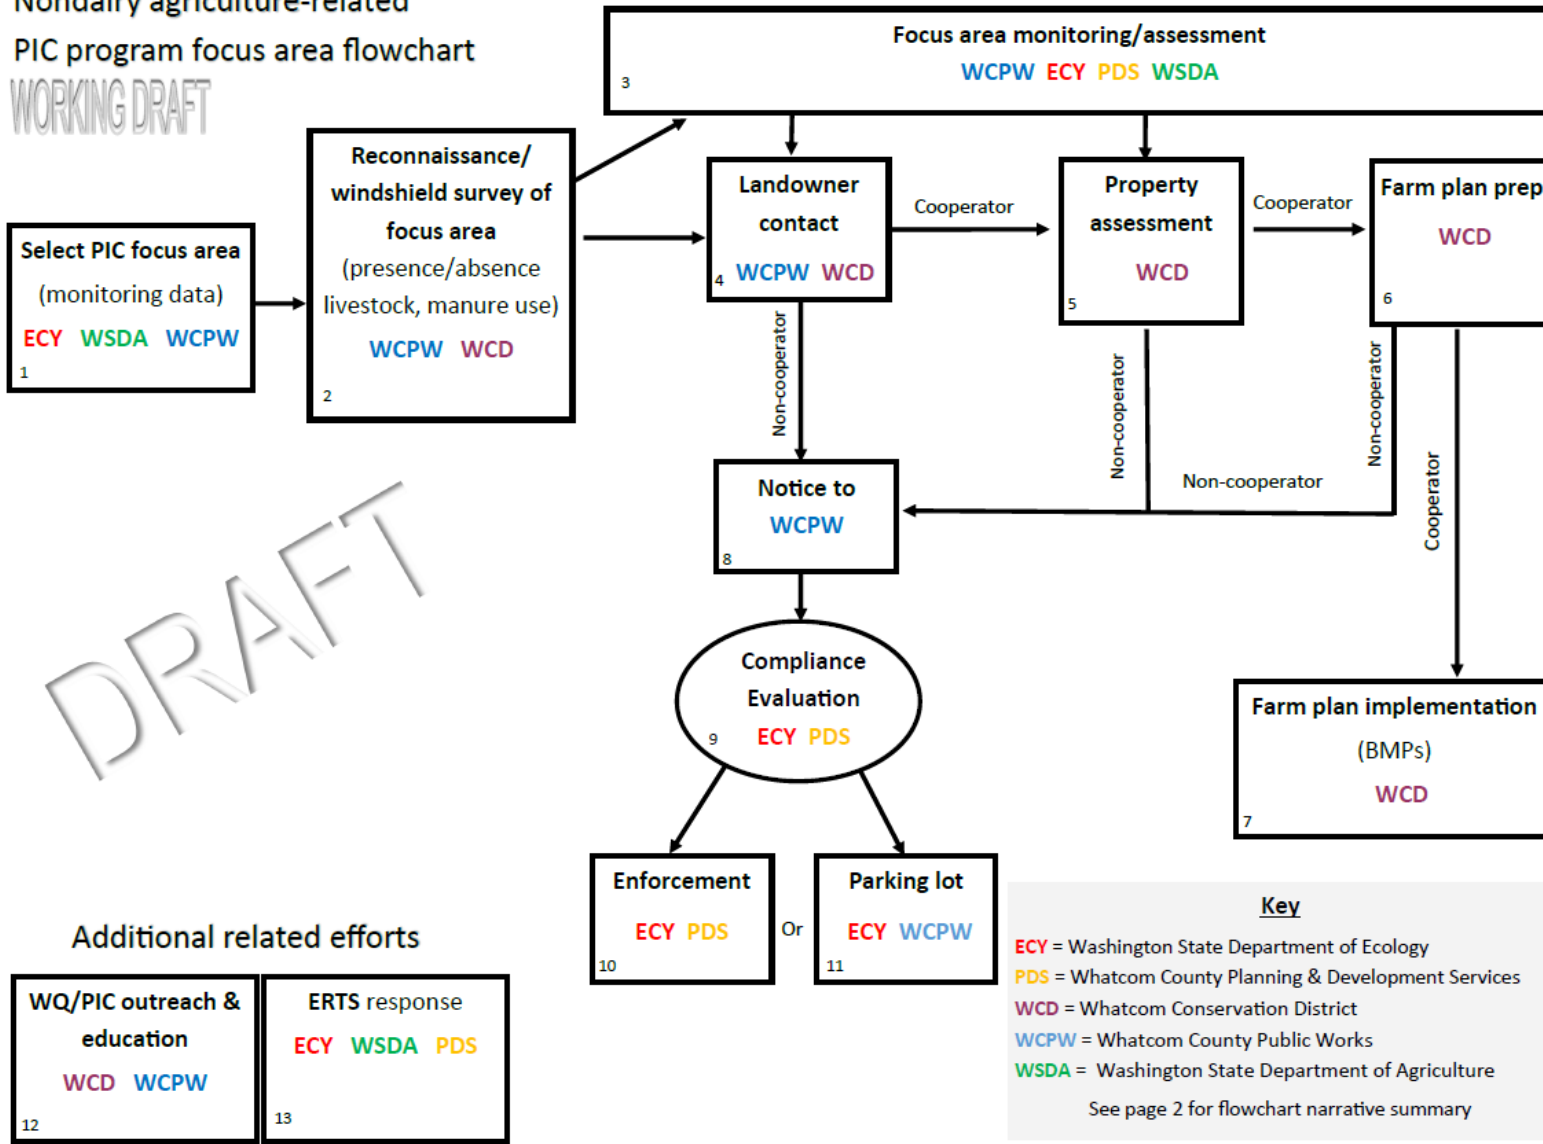 Nondairy agriculture-related
PIC program focus area flowchart
WORKING DRAFT
Focus area monitoring/assessment
WCPW ECY PDS WSDA
3
Select PIC focus area
(monitoring data)
ECY WSDA WCPW
1
Reconnaissance/
windshield survey of
focus area
(presence/absence
livestock, manure use)
WCPW WCD
2
Landowner
contact
WCPW WCD
4
Cooperator
Property
assessment
WCD
5
Cooperator
Farm plan prep
WCD
6
Non-cooperator
Non-cooperator
Non-cooperator
Non-cooperator
Cooperator
Notice to
WCPW
8
DRAFT
Compliance
Evaluation
ECY PDS
9
Farm plan implementation
(BMPs)
WCD
7
Enforcement
ECY PDS
10
Or
Parking lot
ECY WCPW
11
Additional related efforts
WQ/PIC outreach &
education
WCD WCPW
12
ERTS response
ECY WSDA PDS
13
Key
ECY = Washington State Department of Ecology
PDS = Whatcom County Planning & Development Services
WCD = Whatcom Conservation District
WCPW = Whatcom County Public Works
WSDA = Washington State Department of Agriculture
See page 2 for flowchart narrative summary